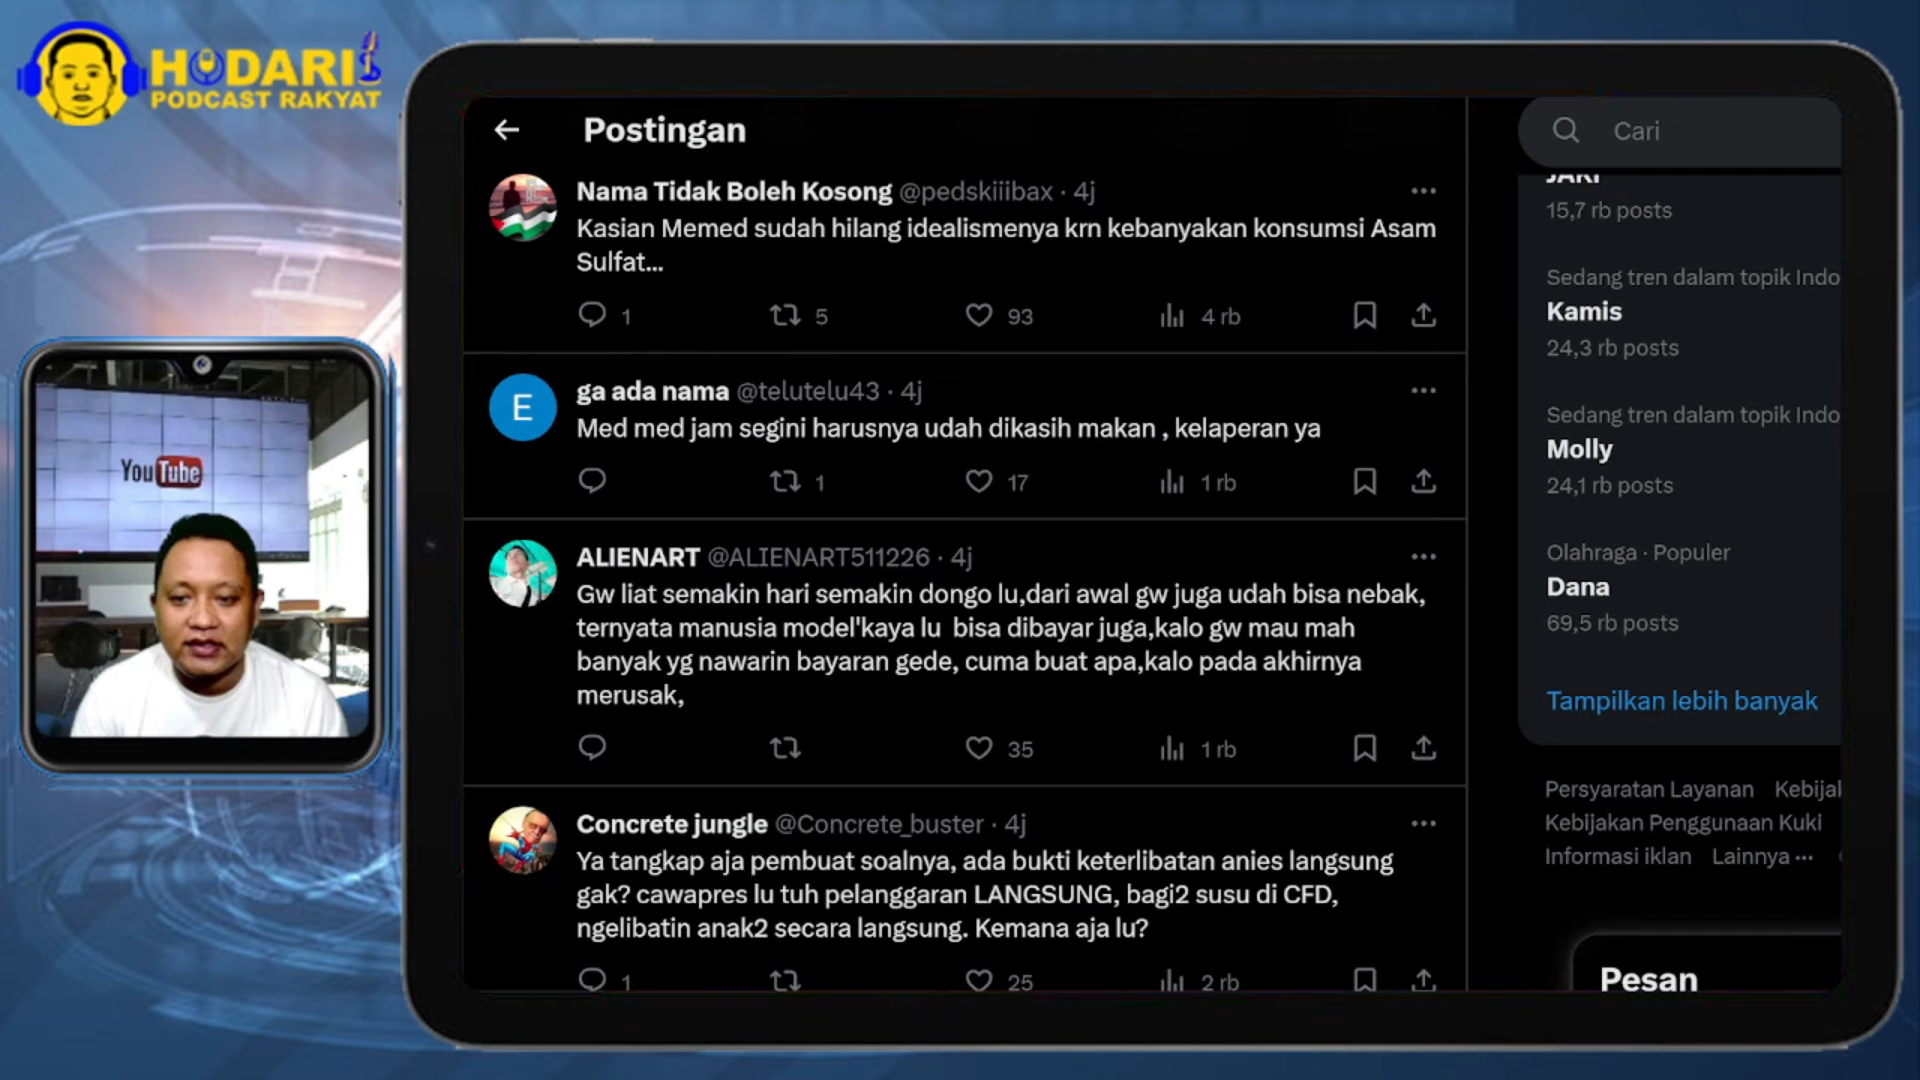 HODARI
PODCAST RAKYAT
YouTube
Postingan
Nama Tidak Boleh Kosong @pedskiiibax · 4j
Kasian Memed sudah hilang idealismenya krn kebanyakan konsumsi Asam
Sulfat...
1 5 93 4 rb
E
ga ada nama @telutelu43 · 4j
Med med jam segini harusnya udah dikasih makan , kelaperan ya
1 17 1 rb
ALIENART @ALIENART511226 · 4j
Gw liat semakin hari semakin dongo lu,dari awal gw juga udah bisa nebak,
ternyata manusia model'kaya lu bisa dibayar juga,kalo gw mau mah
banyak yg nawarin bayaran gede, cuma buat apa,kalo pada akhirnya
merusak,
35 1 rb
Concrete jungle @Concrete_buster · 4j
Ya tangkap aja pembuat soalnya, ada bukti keterlibatan anies langsung
gak? cawapres lu tuh pelanggaran LANGSUNG, bagi2 susu di CFD,
ngelibatin anak2 secara langsung. Kemana aja lu?
1 25 2 rb
Cari
JAKI
15,7 rb posts
Sedang tren dalam topik Indo
Kamis
24,3 rb posts
Sedang tren dalam topik Indo
Molly
24,1 rb posts
Olahraga · Populer
Dana
69,5 rb posts
Tampilkan lebih banyak
Persyaratan Layanan Kebijak
Kebijakan Penggunaan Kuki
Informasi iklan Lainnya ···
Pesan